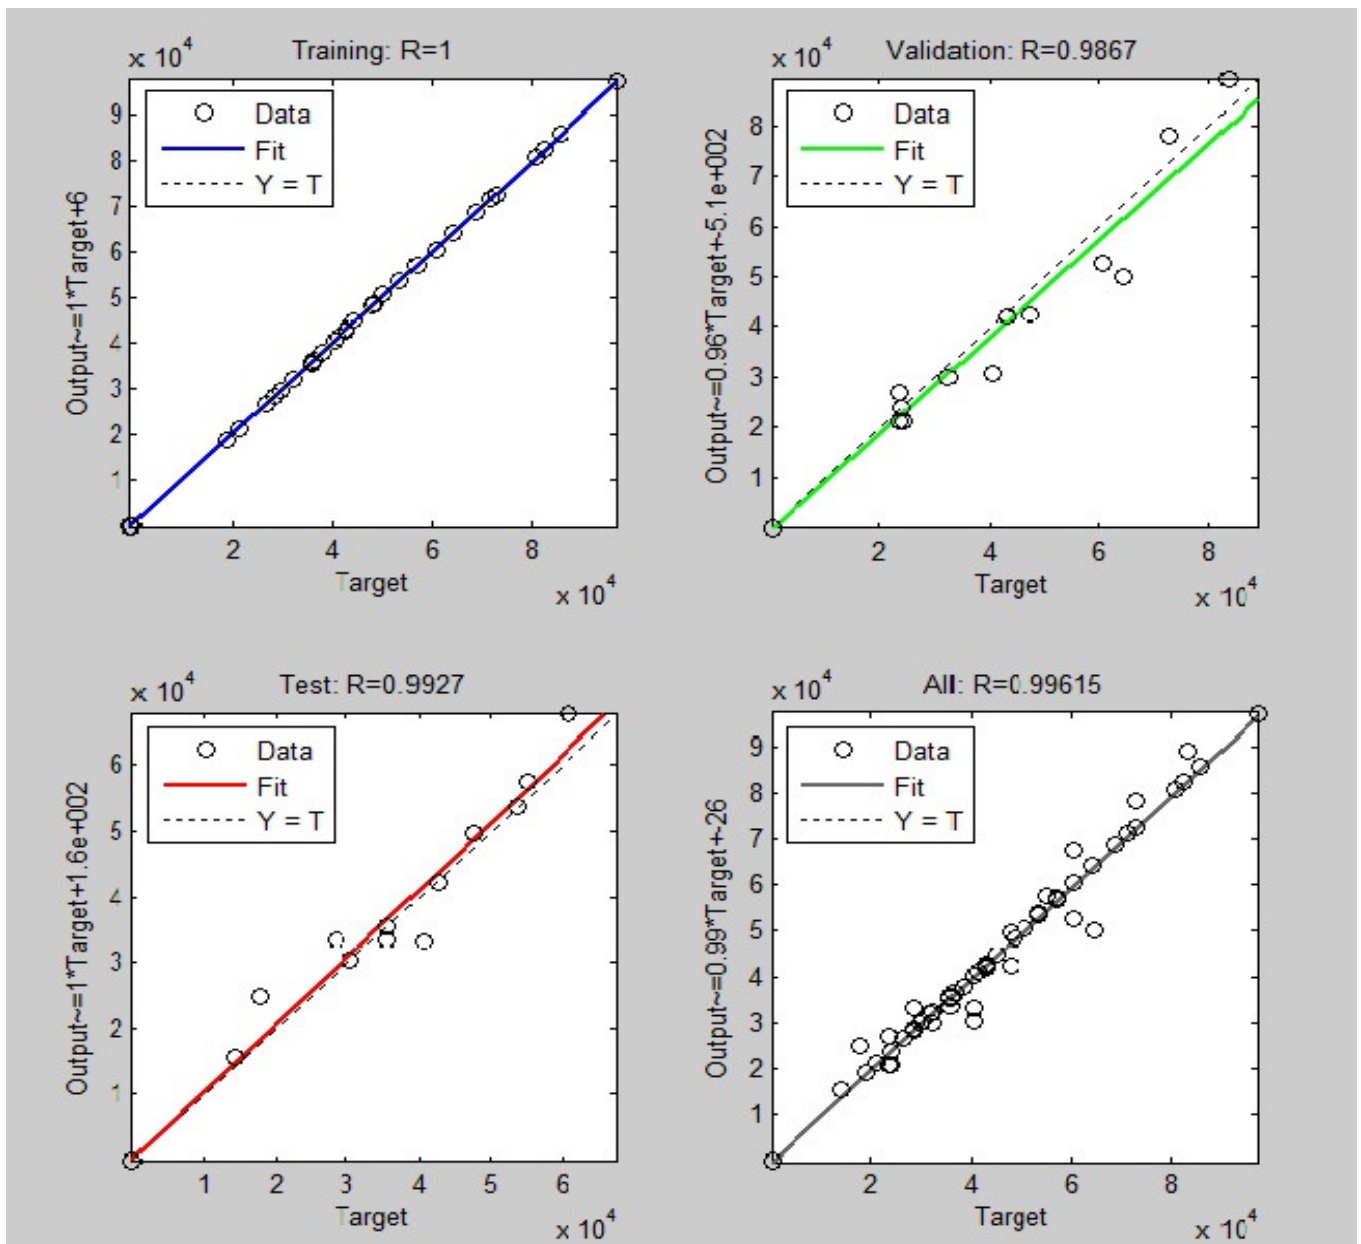 x 10^4
Training: R=1
Data
Fit
Y = T
9
8
7
6
5
4
3
2
1
Output~=1*Target+6
2 4 6 8
Target
x 10^4
x 10^4
Validation: R=0.9867
Data
Fit
Y = T
8
7
6
5
4
3
2
1
Output~=0.96*Target+-5.1e+002
2 4 6 8
Target
x 10^4
x 10^4
Test: R=0.9927
Data
Fit
Y = T
6
5
4
3
2
1
Output~=1*Target+1.6e+002
1 2 3 4 5 6
Target
x 10^4
x 10^4
All: R=0.99615
Data
Fit
Y = T
9
8
7
6
5
4
3
2
1
Output~=0.99*Target+-26
2 4 6 8
Target
x 10^4